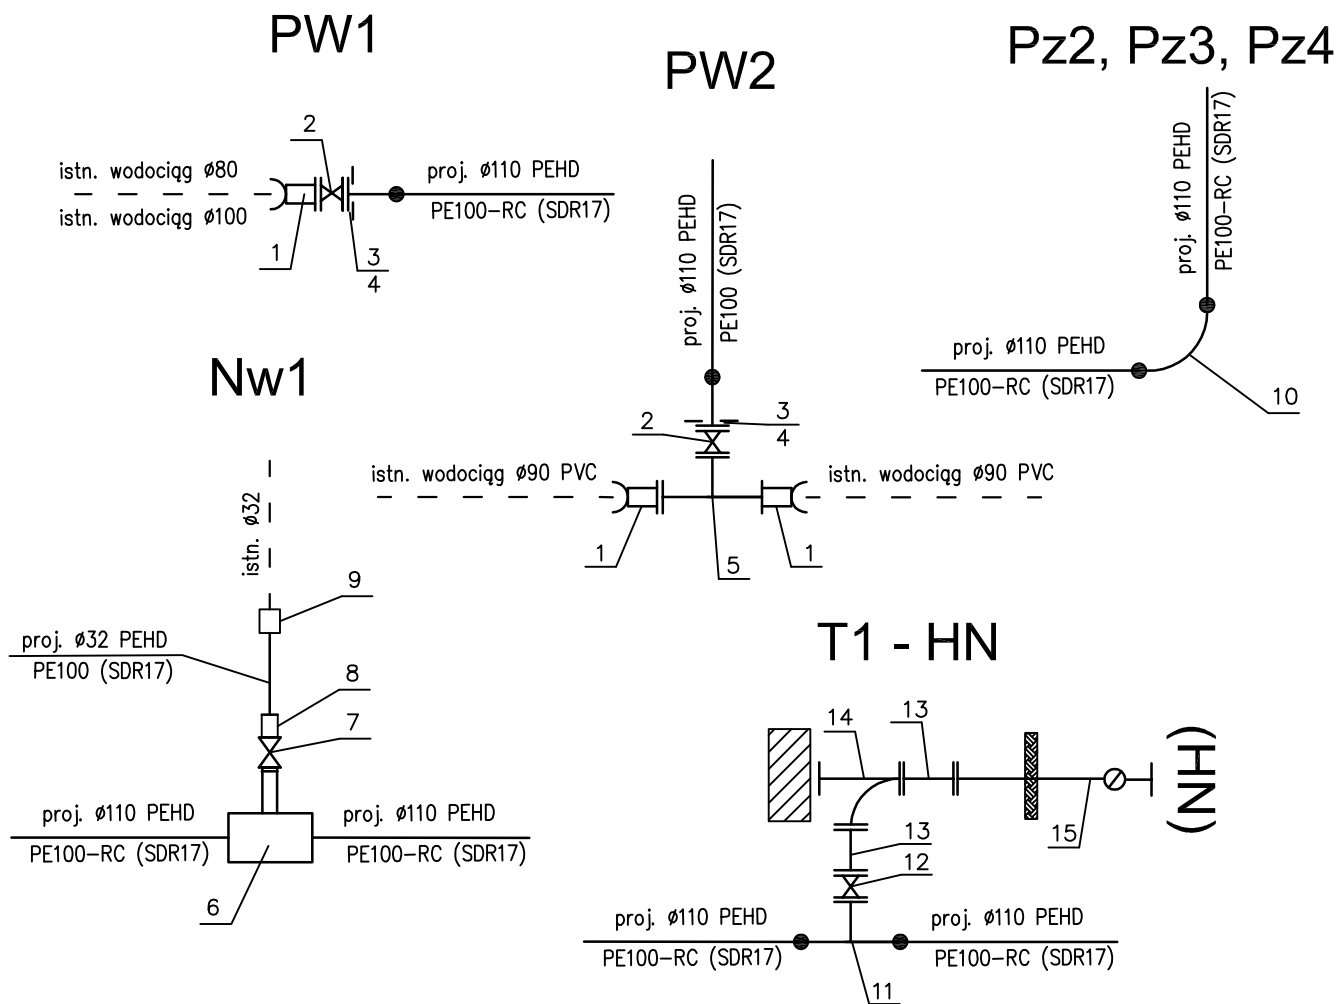 PW1
2
istn. wodociąg ø80
istn. wodociąg ø100
proj. ø110 PEHD
PE100-RC (SDR17)
1
3
4
PW2
proj. ø110 PEHD
PE100 (SDR17)
2
3
4
istn. wodociąg ø90 PVC
istn. wodociąg ø90 PVC
1
5
1
Pz2, Pz3, Pz4
proj. ø110 PEHD
PE100-RC (SDR17)
proj. ø110 PEHD
PE100-RC (SDR17)
10
Nw1
istn. ø32
9
proj. ø32 PEHD
PE100 (SDR17)
8
7
proj. ø110 PEHD
PE100-RC (SDR17)
proj. ø110 PEHD
PE100-RC (SDR17)
6
T1 - HN
14
13
(HN)
15
13
12
proj. ø110 PEHD
PE100-RC (SDR17)
proj. ø110 PEHD
PE100-RC (SDR17)
11